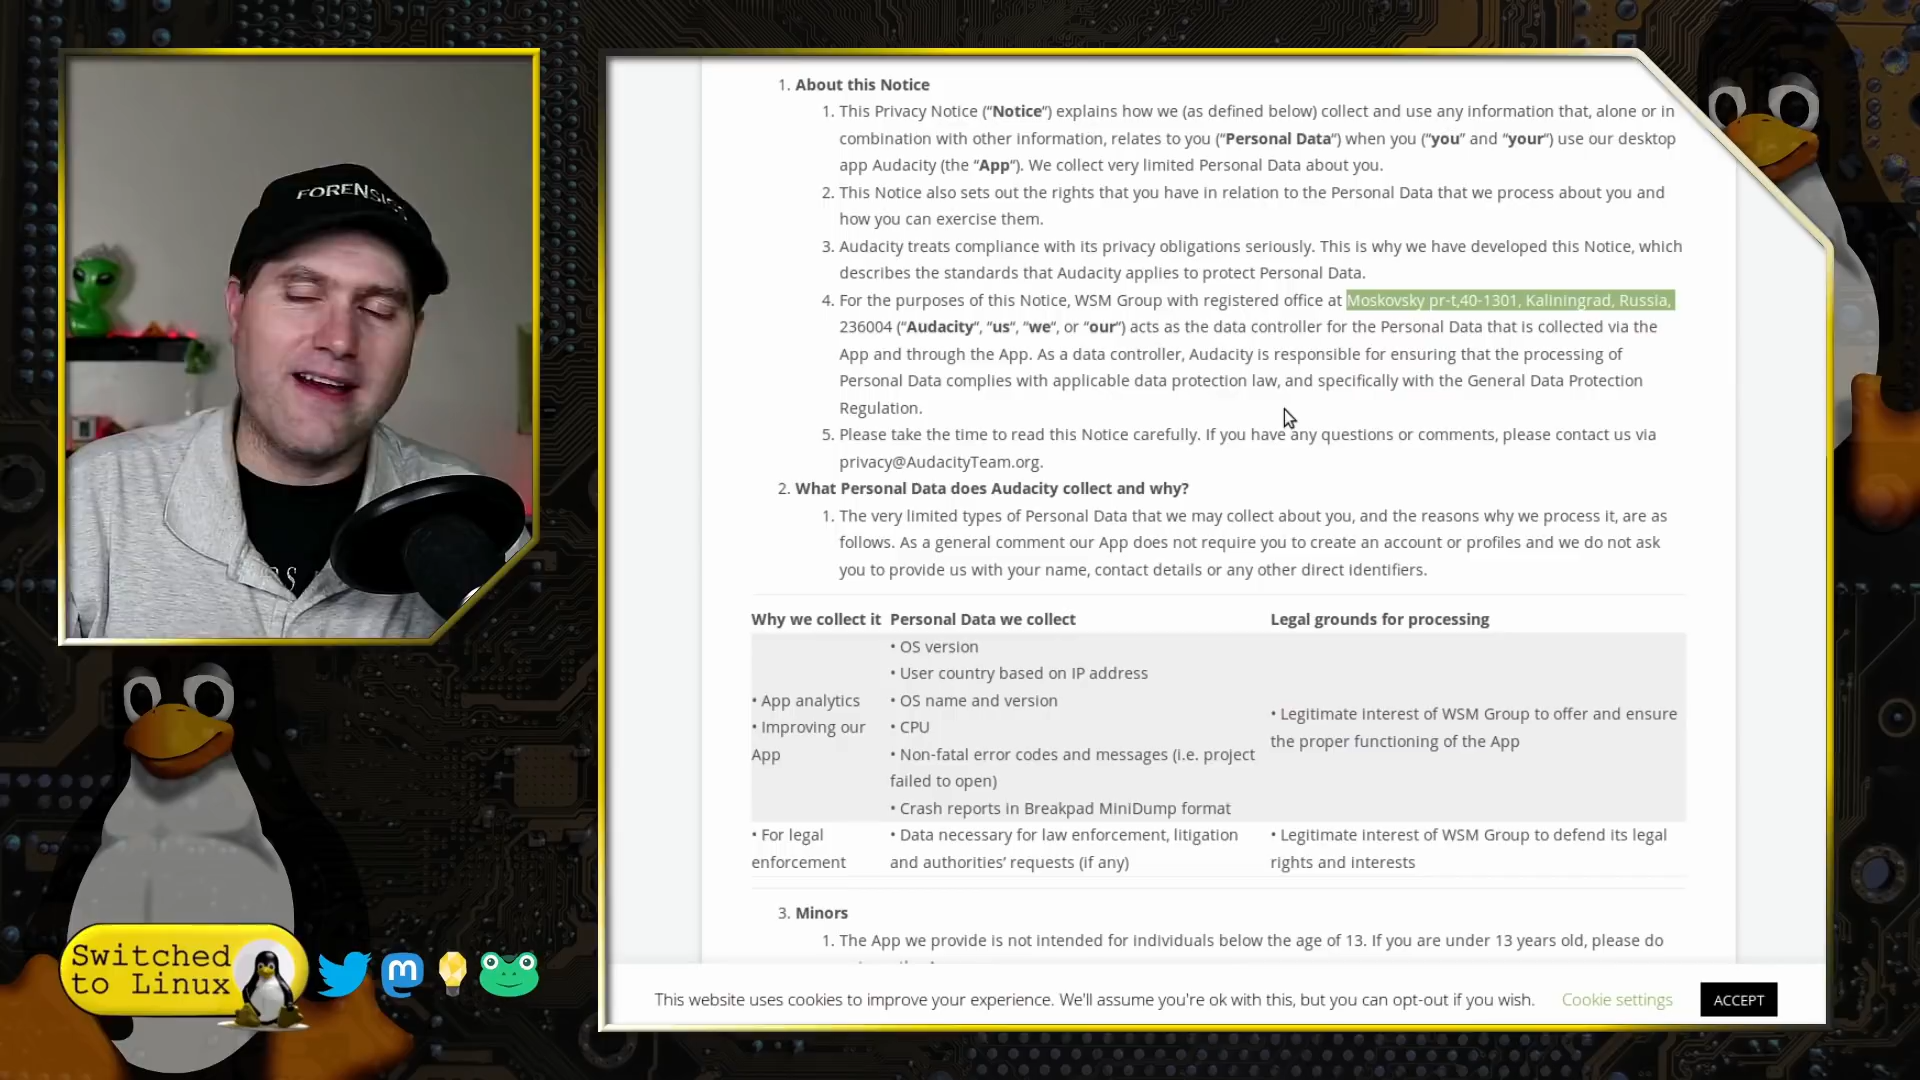 FORENSICS
1. About this Notice
1. This Privacy Notice (“Notice“) explains how we (as defined below) collect and use any information that, alone or in
combination with other information, relates to you (“Personal Data“) when you (“you” and “your“) use our desktop
app Audacity (the “App“). We collect very limited Personal Data about you.
2. This Notice also sets out the rights that you have in relation to the Personal Data that we process about you and
how you can exercise them.
3. Audacity treats compliance with its privacy obligations seriously. This is why we have developed this Notice, which
describes the standards that Audacity applies to protect Personal Data.
4. For the purposes of this Notice, WSM Group with registered office at Moskovsky pr-t,40-1301, Kaliningrad, Russia,
236004 (“Audacity“, “us“, “we“, or “our“) acts as the data controller for the Personal Data that is collected via the
App and through the App. As a data controller, Audacity is responsible for ensuring that the processing of
Personal Data complies with applicable data protection law, and specifically with the General Data Protection
Regulation.
5. Please take the time to read this Notice carefully. If you have any questions or comments, please contact us via
privacy@AudacityTeam.org.
2. What Personal Data does Audacity collect and why?
1. The very limited types of Personal Data that we may collect about you, and the reasons why we process it, are as
follows. As a general comment our App does not require you to create an account or profiles and we do not ask
you to provide us with your name, contact details or any other direct identifiers.
Why we collect it Personal Data we collect Legal grounds for processing
• App analytics
• Improving our
App
• OS version
• User country based on IP address
• OS name and version
• CPU
• Non-fatal error codes and messages (i.e. project
failed to open)
• Crash reports in Breakpad MiniDump format
• Legitimate interest of WSM Group to offer and ensure
the proper functioning of the App
• For legal
enforcement
• Data necessary for law enforcement, litigation
and authorities’ requests (if any)
• Legitimate interest of WSM Group to defend its legal
rights and interests
3. Minors
1. The App we provide is not intended for individuals below the age of 13. If you are under 13 years old, please do
This website uses cookies to improve your experience. We'll assume you're ok with this, but you can opt-out if you wish.
Cookie settings
ACCEPT
Switched
to Linux